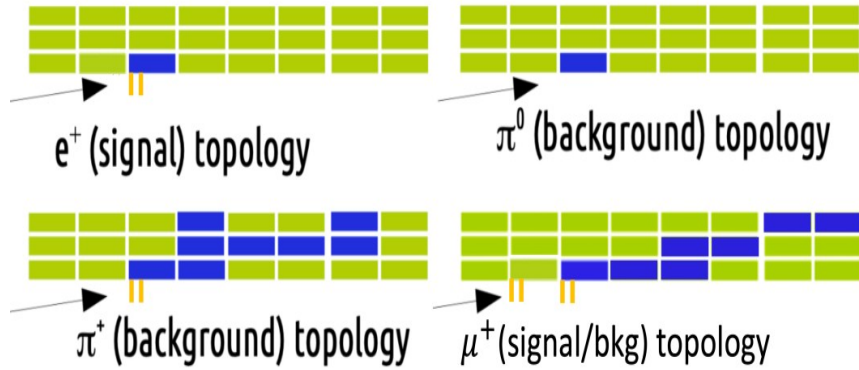 e⁺ (signal) topology
π⁰ (background) topology
π⁺ (background) topology
μ⁺(signal/bkg) topology